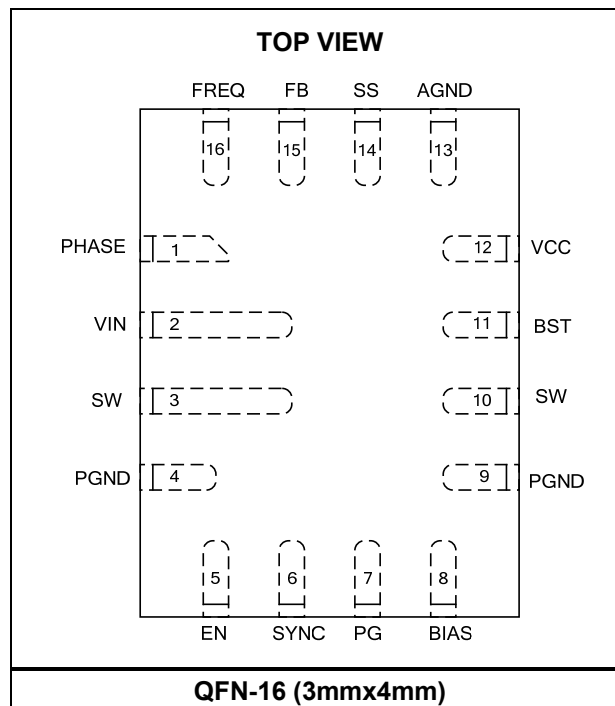 TOP VIEW
FREQ FB SS AGND
16 15 14 13
PHASE 1 12 VCC
VIN 2 11 BST
SW 3 10 SW
PGND 4 9 PGND
5 6 7 8
EN SYNC PG BIAS
QFN-16 (3mmx4mm)